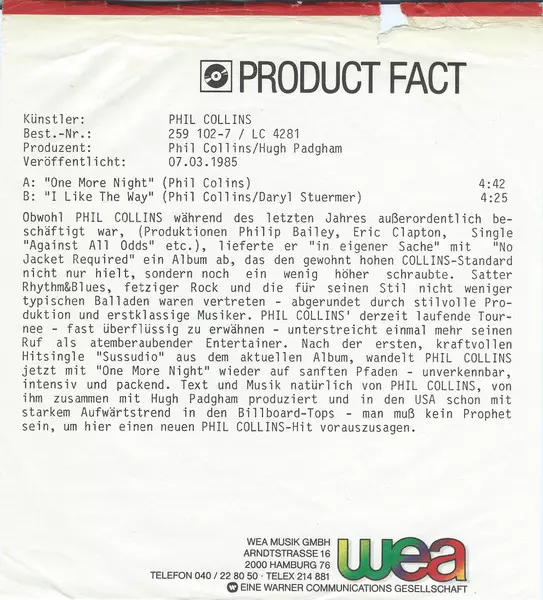 PRODUCT FACT
Künstler: PHIL COLLINS
Best.-Nr.: 259 102-7 / LC 4281
Produzent: Phil Collins/Hugh Padgham
Veröffentlicht: 07.03.1985
A: "One More Night" (Phil Colins) 4:42
B: "I Like The Way" (Phil Collins/Daryl Stuermer) 4:25
Obwohl PHIL COLLINS während des letzten Jahres außerordentlich be-
schäftigt war, (Produktionen Philip Bailey, Eric Clapton, Single
"Against All Odds" etc.), lieferte er "in eigener Sache" mit "No
Jacket Required" ein Album ab, das den gewohnt hohen COLLINS-Standard
nicht nur hielt, sondern noch ein wenig höher schraubte. Satter
Rhythm&Blues, fetziger Rock und die für seinen Stil nicht weniger
typischen Balladen waren vertreten - abgerundet durch stilvolle Pro-
duktion und erstklassige Musiker. PHIL COLLINS' derzeit laufende Tour-
nee - fast überflüssig zu erwähnen - unterstreicht einmal mehr seinen
Ruf als atemberaubender Entertainer. Nach der ersten, kraftvollen
Hitsingle "Sussudio" aus dem aktuellen Album, wandelt PHIL COLLINS
jetzt mit "One More Night" wieder auf sanften Pfaden - unverkennbar,
intensiv und packend. Text und Musik natürlich von PHIL COLLINS, von
ihm zusammen mit Hugh Padgham produziert und in den USA schon mit
starkem Aufwärtstrend in den Billboard-Tops - man muß kein Prophet
sein, um hier einen neuen PHIL COLLINS-Hit vorauszusagen.
WEA MUSIK GMBH
ARNDTSTRASSE 16
2000 HAMBURG 76
TELEFON 040 / 22 80 50 · TELEX 214 881
wea
EINE WARNER COMMUNICATIONS GESELLSCHAFT